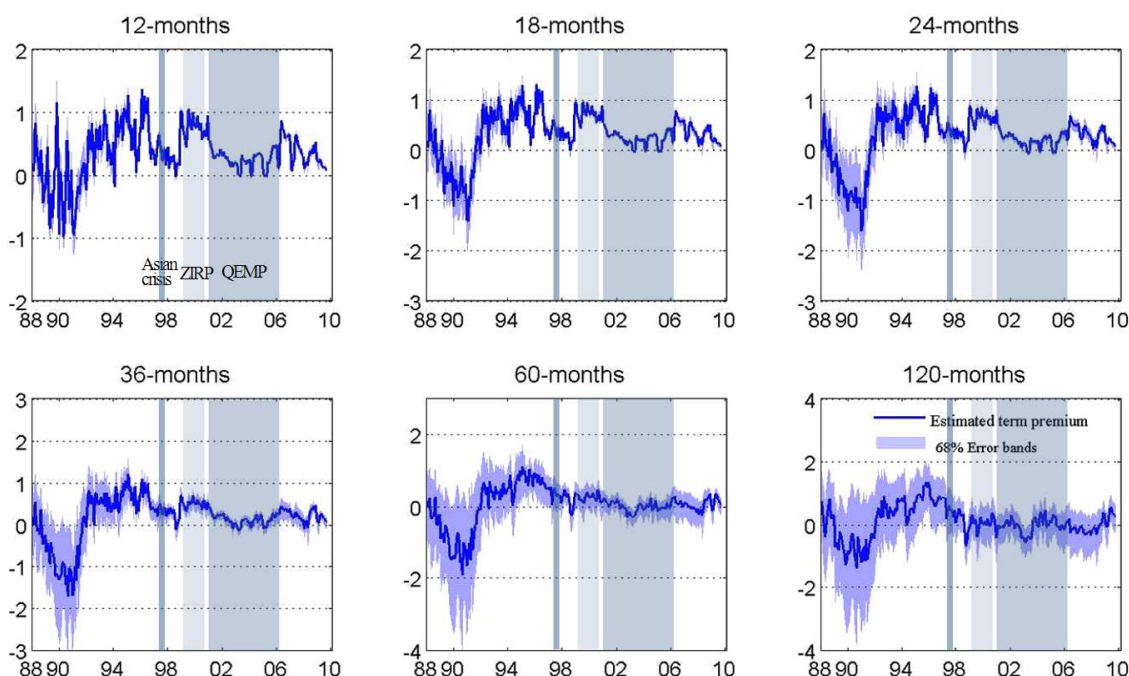 12-months
18-months
24-months
2
1
0
-1
-2
Asian
crisis
ZIRP
QEMP
88 90 94 98 02 06 10
2
1
0
-1
-2
-3
88 90 94 98 02 06 10
2
1
0
-1
-2
-3
88 90 94 98 02 06 10
36-months
60-months
120-months
3
2
1
0
-1
-2
-3
88 90 94 98 02 06 10
2
0
-2
-4
88 90 94 98 02 06 10
4
2
0
-2
-4
Estimated term premium
68% Error bands
88 90 94 98 02 06 10